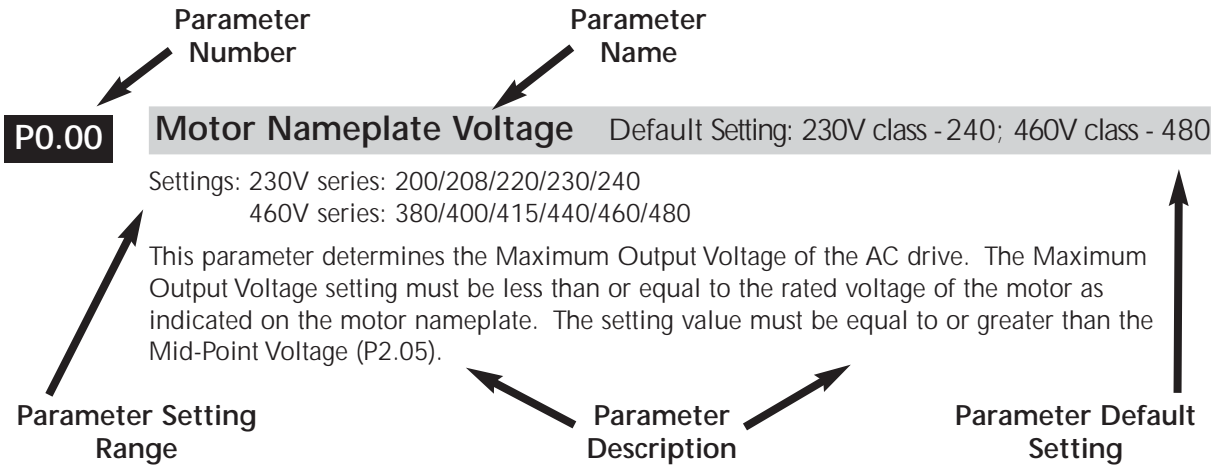 Parameter Parameter
Number Name
P0.00 Motor Nameplate Voltage Default Setting: 230V class - 240; 460V class - 480
Settings: 230V series: 200/208/220/230/240
460V series: 380/400/415/440/460/480
This parameter determines the Maximum Output Voltage of the AC drive. The Maximum
Output Voltage setting must be less than or equal to the rated voltage of the motor as
indicated on the motor nameplate. The setting value must be equal to or greater than the
Mid-Point Voltage (P2.05).
Parameter Setting Parameter Parameter Default
Range Description Setting